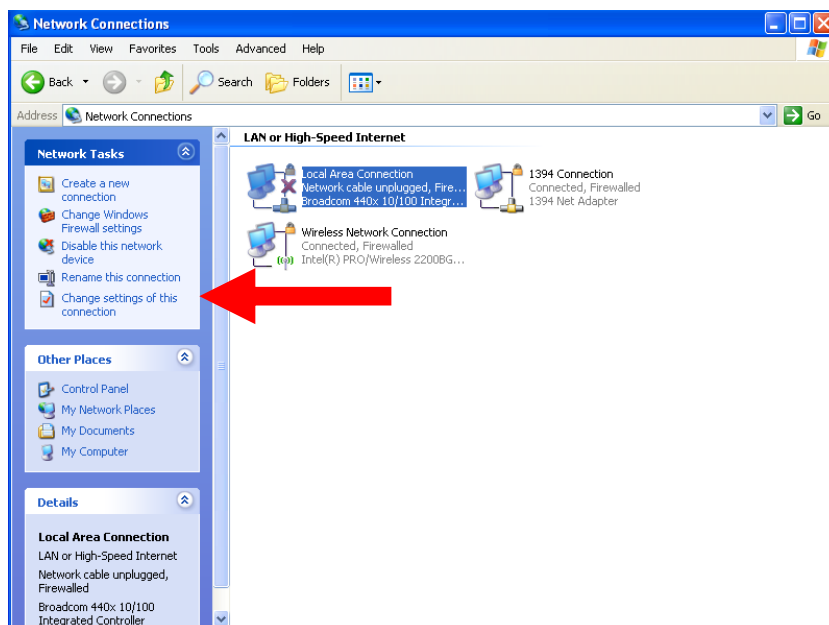 Network Connections
File Edit View Favorites Tools Advanced Help
Back Search Folders
Address Network Connections Go
Network Tasks
Create a new
connection
Change Windows
Firewall settings
Disable this network
device
Rename this connection
Change settings of this
connection
Other Places
Control Panel
My Network Places
My Documents
My Computer
Details
Local Area Connection
LAN or High-Speed Internet
Network cable unplugged,
Firewalled
Broadcom 440x 10/100
Integrated Controller
LAN or High-Speed Internet
Local Area Connection
Network cable unplugged, Fire...
Broadcom 440x 10/100 Integr...
1394 Connection
Connected, Firewalled
1394 Net Adapter
Wireless Network Connection
Connected, Firewalled
Intel(R) PRO/Wireless 2200BG...